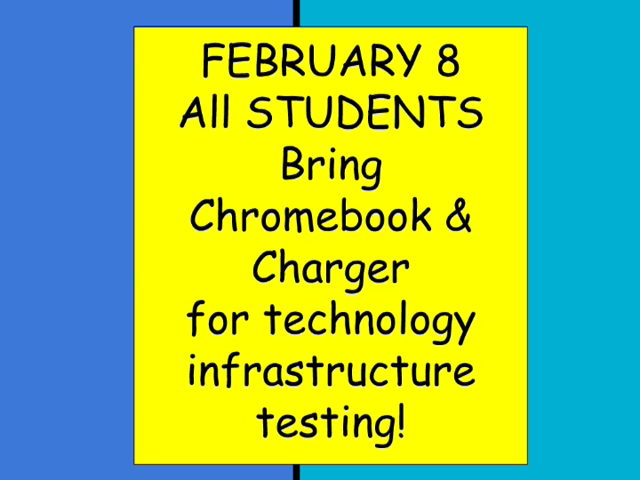 FEBRUARY 8
All STUDENTS
Bring
Chromebook &
Charger
for technology
infrastructure
testing!